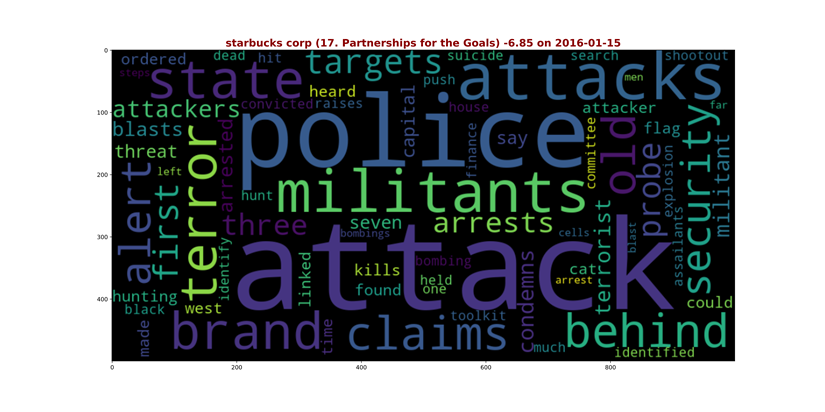 starbucks corp (17. Partnerships for the Goals) -6.85 on 2016-01-15
0
100
200
300
400
0
200
400
600
800
ordered
dead
hit
targets
suicide
search
shootout
steps
state
heard
push
attacks
men
attackers
convicted
raises
capital
house
attacker
far
blasts
police
finance
say
committee
old
flag
threat
left
terror
arrested
hunt
militants
probe
explosion
security
militant
alert
first
three
seven
arrests
bombings
cells
blast
assailants
identify
attack
linked
kills
bombing
cat
arrest
terrorist
hunting
found
held
one
could
black
west
toolkit
made
brand
time
claims
condemns
much
behind
identified